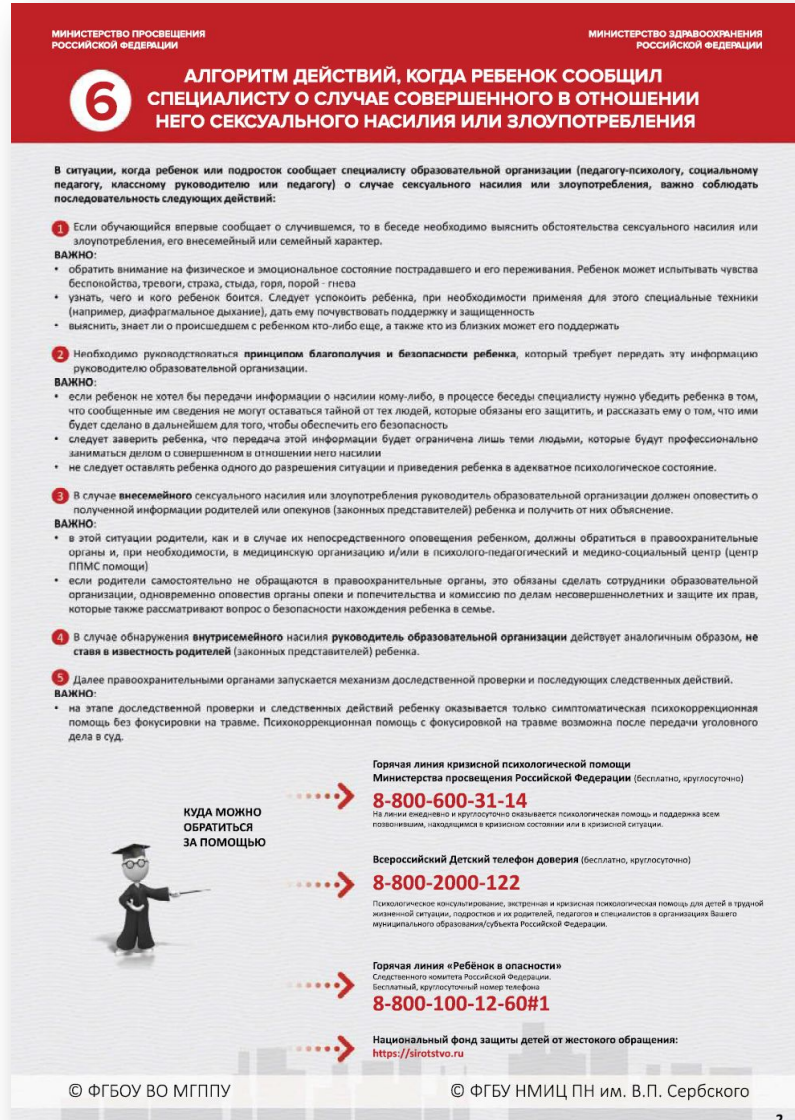 МИНИСТЕРСТВО ПРОСВЕЩЕНИЯ
РОССИЙСКОЙ ФЕДЕРАЦИИ
МИНИСТЕРСТВО ЗДРАВООХРАНЕНИЯ
РОССИЙСКОЙ ФЕДЕРАЦИИ
6
АЛГОРИТМ ДЕЙСТВИЙ, КОГДА РЕБЕНОК СООБЩИЛ
СПЕЦИАЛИСТУ О СЛУЧАЕ СОВЕРШЕННОГО В ОТНОШЕНИИ
НЕГО СЕКСУАЛЬНОГО НАСИЛИЯ ИЛИ ЗЛОУПОТРЕБЛЕНИЯ
В ситуации, когда ребенок или подросток сообщает специалисту образовательной организации (педагогу-психологу, социальному
педагогу, классному руководителю или педагогу) о случае сексуального насилия или злоупотребления, важно соблюдать
последовательность следующих действий:
1 Если обучающийся впервые сообщает о случившемся, то в беседе необходимо выяснить обстоятельства сексуального насилия или
злоупотребления, его внесемейный или семейный характер.
ВАЖНО:
• обратить внимание на физическое и эмоциональное состояние пострадавшего и его переживания. Ребенок может испытывать чувства
беспокойства, тревоги, страха, стыда, горя, порой - гнева
• узнать, чего и кого ребенок боится. Следует успокоить ребенка, при необходимости применяя для этого специальные техники
(например, диафрагмальное дыхание), дать ему почувствовать поддержку и защищенность
• выяснить, знает ли о происшедшем с ребенком кто-либо еще, а также кто из близких может его поддержать
2 Необходимо руководствоваться принципом благополучия и безопасности ребенка, который требует передать эту информацию
руководителю образовательной организации.
ВАЖНО:
• если ребенок не хотел бы передачи информации о насилии кому-либо, в процессе беседы специалисту нужно убедить ребенка в том,
что сообщенные им сведения не могут оставаться тайной от тех людей, которые обязаны его защитить, и рассказать ему о том, что ими
будет сделано в дальнейшем для того, чтобы обеспечить его безопасность
• следует заверить ребенка, что передача этой информации будет ограничена лишь теми людьми, которые будут профессионально
заниматься делом о совершенном в отношении него насилии
• не следует оставлять ребенка одного до разрешения ситуации и приведения ребенка в адекватное психологическое состояние.
3 В случае внесемейного сексуального насилия или злоупотребления руководитель образовательной организации должен оповестить о
полученной информации родителей или опекунов (законных представителей) ребенка и получить от них объяснение.
ВАЖНО:
• в этой ситуации родители, как и в случае их непосредственного оповещения ребенком, должны обратиться в правоохранительные
органы и, при необходимости, в медицинскую организацию и/или в психолого-педагогический и медико-социальный центр (центр
ППМС помощи)
• если родители самостоятельно не обращаются в правоохранительные органы, это обязаны сделать сотрудники образовательной
организации, одновременно оповестив органы опеки и попечительства и комиссию по делам несовершеннолетних и защите их прав,
которые также рассматривают вопрос о безопасности нахождения ребенка в семье.
4 В случае обнаружения внутрисемейного насилия руководитель образовательной организации действует аналогичным образом, не
ставя в известность родителей (законных представителей) ребенка.
5 Далее правоохранительными органами запускается механизм доследственной проверки и последующих следственных действий.
ВАЖНО:
• на этапе доследственной проверки и следственных действий ребенку оказывается только симптоматическая психокоррекционная
помощь без фокусировки на травме. Психокоррекционная помощь с фокусировкой на травме возможна после передачи уголовного
дела в суд.
КУДА МОЖНО
ОБРАТИТЬСЯ
ЗА ПОМОЩЬЮ
Горячая линия кризисной психологической помощи
Министерства просвещения Российской Федерации (бесплатно, круглосуточно)
8-800-600-31-14
На линии ежедневно и круглосуточно оказывается психологическая помощь и поддержка всем
позвонившим, находящимся в кризисном состоянии или в кризисной ситуации.
Всероссийский Детский телефон доверия (бесплатно, круглосуточно)
8-800-2000-122
Психологическое консультирование, экстренная и кризисная психологическая помощь для детей в трудной
жизненной ситуации, подростков и их родителей, педагогов и специалистов в организациях Вашего
муниципального образования/субъекта Российской Федерации.
Горячая линия «Ребёнок в опасности»
Следственного комитета Российской Федерации.
Бесплатный, круглосуточный номер телефона
8-800-100-12-60#1
Национальный фонд защиты детей от жестокого обращения:
https://sirotstvo.ru
© ФГБОУ ВО МГППУ
© ФГБУ НМИЦ ПН им. В.П. Сербского
2